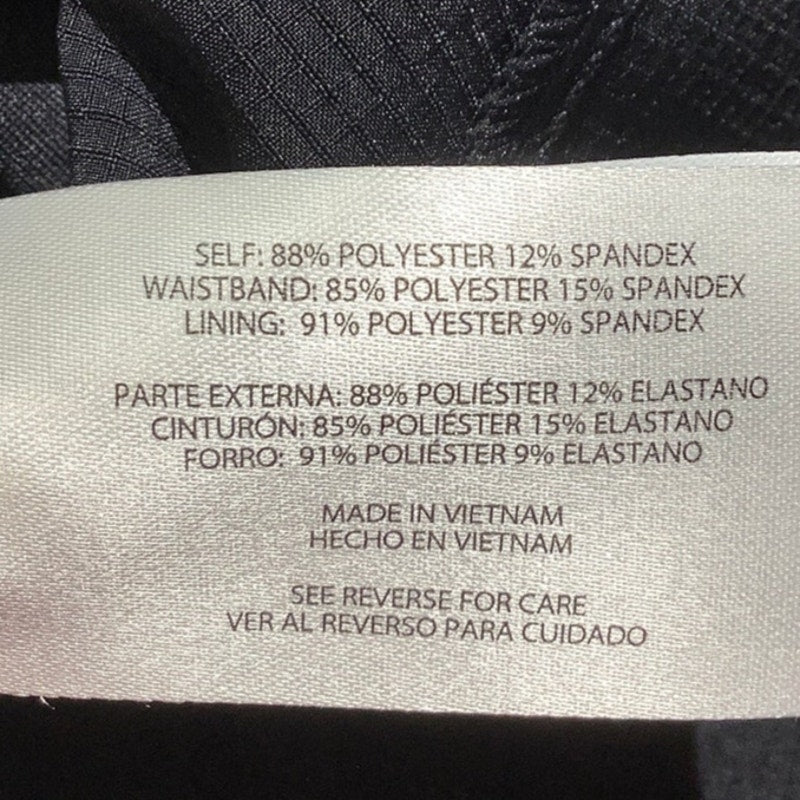 SELF: 88% POLYESTER 12% SPANDEX
WAISTBAND: 85% POLYESTER 15% SPANDEX
LINING: 91% POLYESTER 9% SPANDEX
PARTE EXTERNA: 88% POLIÉSTER 12% ELASTANO
CINTURÓN: 85% POLIÉSTER 15% ELASTANO
FORRO: 91% POLIÉSTER 9% ELASTANO
MADE IN VIETNAM
HECHO EN VIETNAM
SEE REVERSE FOR CARE
VER AL REVERSO PARA CUIDADO